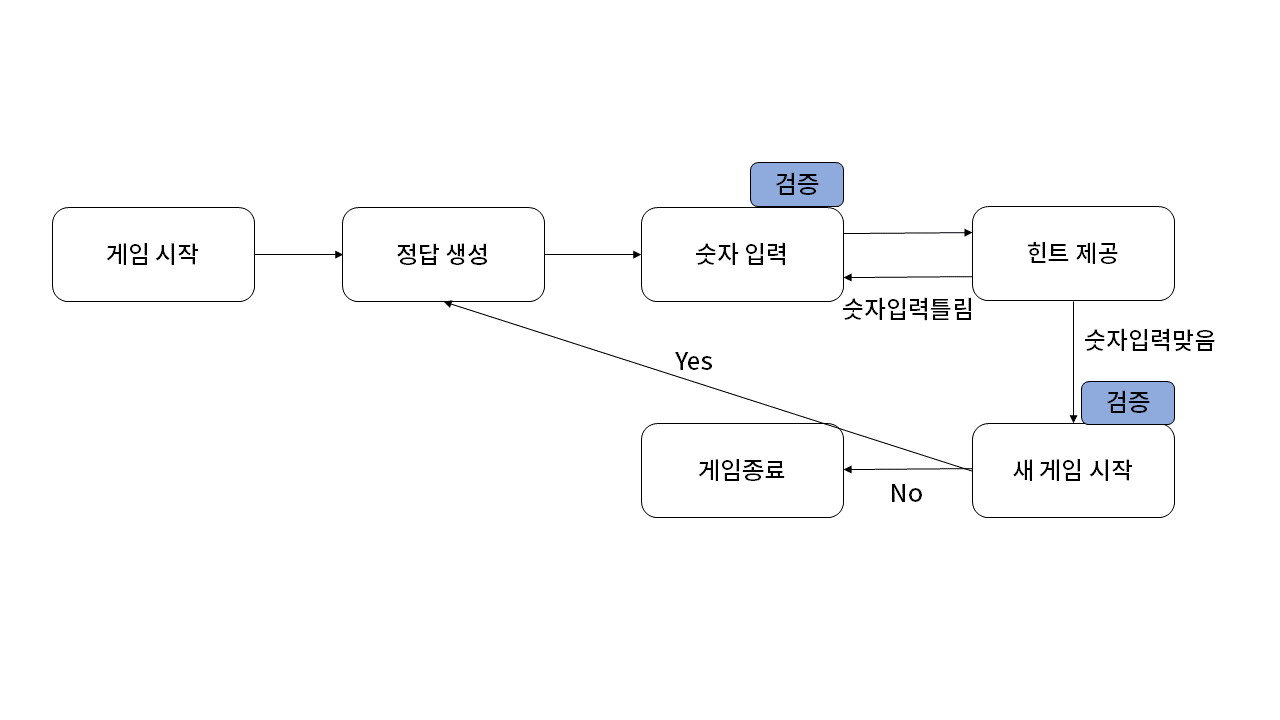 검증
게임 시작
정답 생성
숫자 입력
힌트 제공
숫자입력틀림
숫자입력맞음
Yes
검증
게임종료
새 게임 시작
No